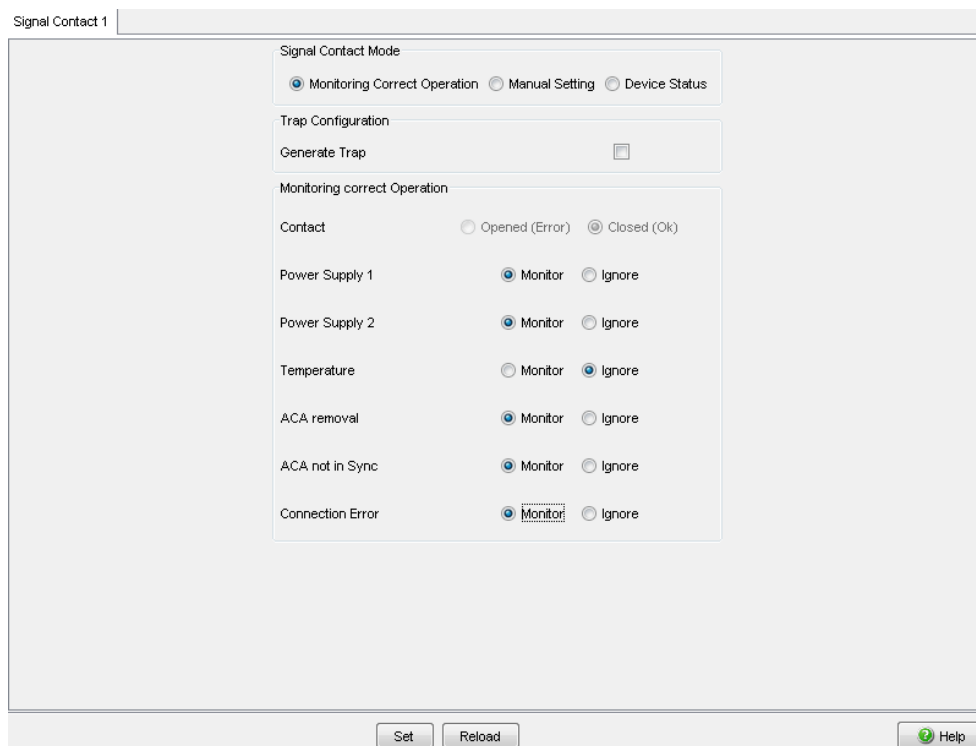 Signal Contact 1
Signal Contact Mode
Monitoring Correct Operation Manual Setting Device Status
Trap Configuration
Generate Trap
Monitoring correct Operation
Contact Opened (Error) Closed (Ok)
Power Supply 1 Monitor Ignore
Power Supply 2 Monitor Ignore
Temperature Monitor Ignore
ACA removal Monitor Ignore
ACA not in Sync Monitor Ignore
Connection Error Monitor Ignore
Set Reload Help